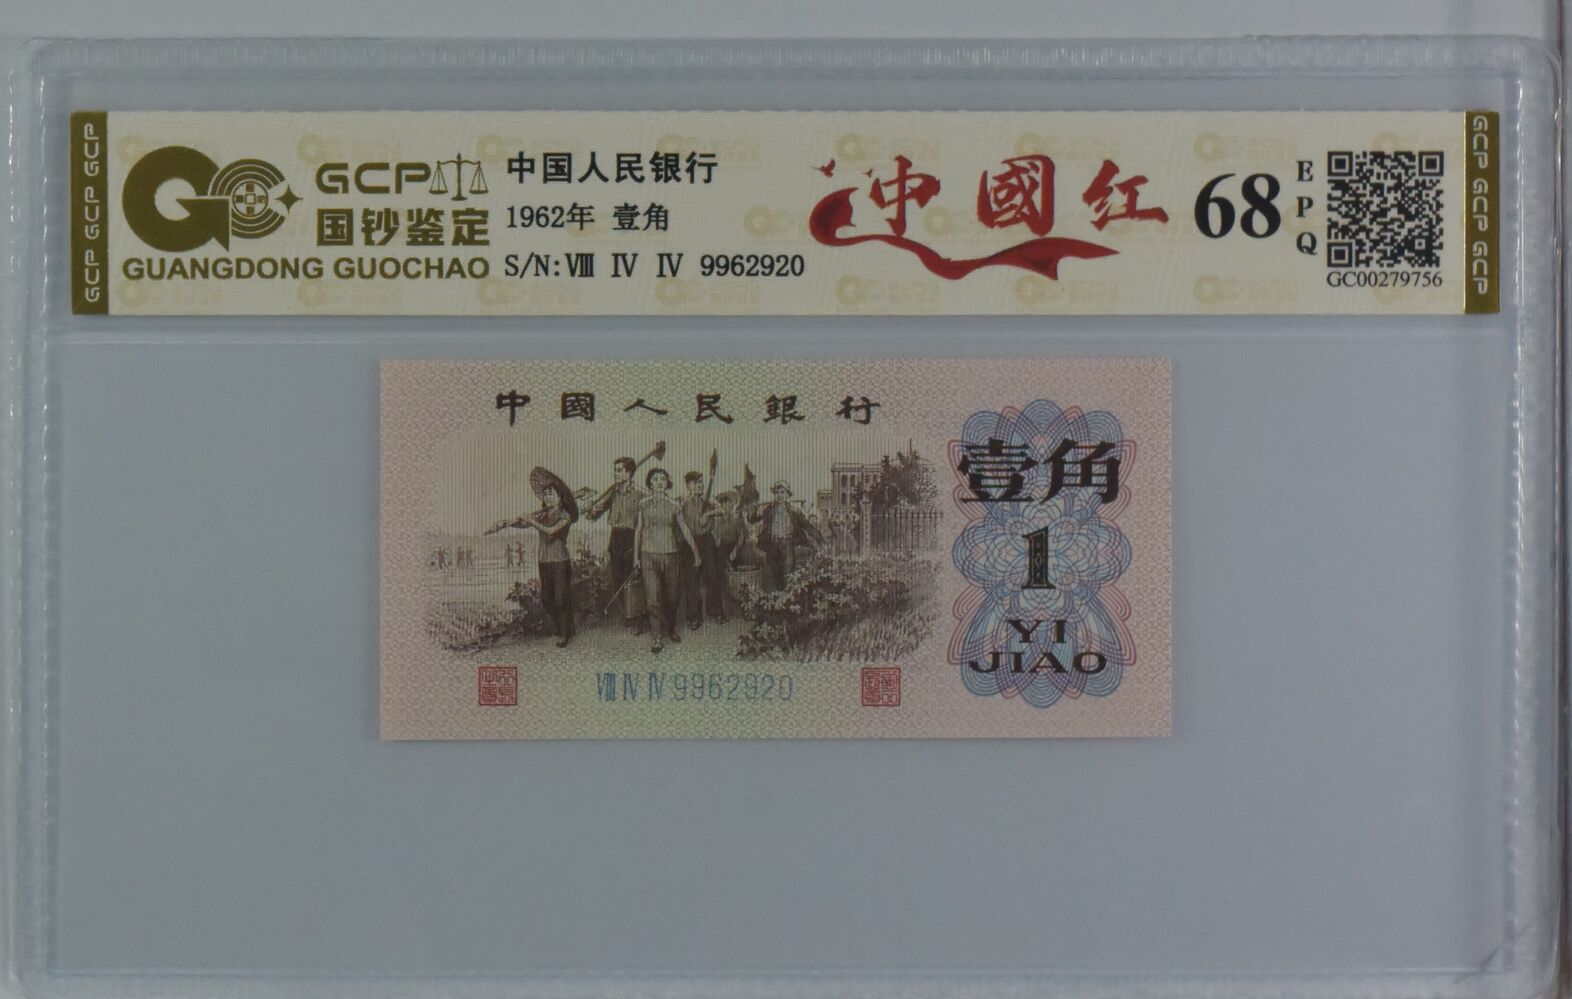 GCP
国钞鉴定
GUANGDONG GUOCHAO
中国人民银行
1962年 壹角
S/N:Ⅷ Ⅳ Ⅳ 9962920
中國红
68
EPQ
GC00279756
GCP GCP GCP
GCP GCP GCP
中國人民銀行
壹角
1
YI
JIAO
Ⅷ Ⅳ Ⅳ 9962920